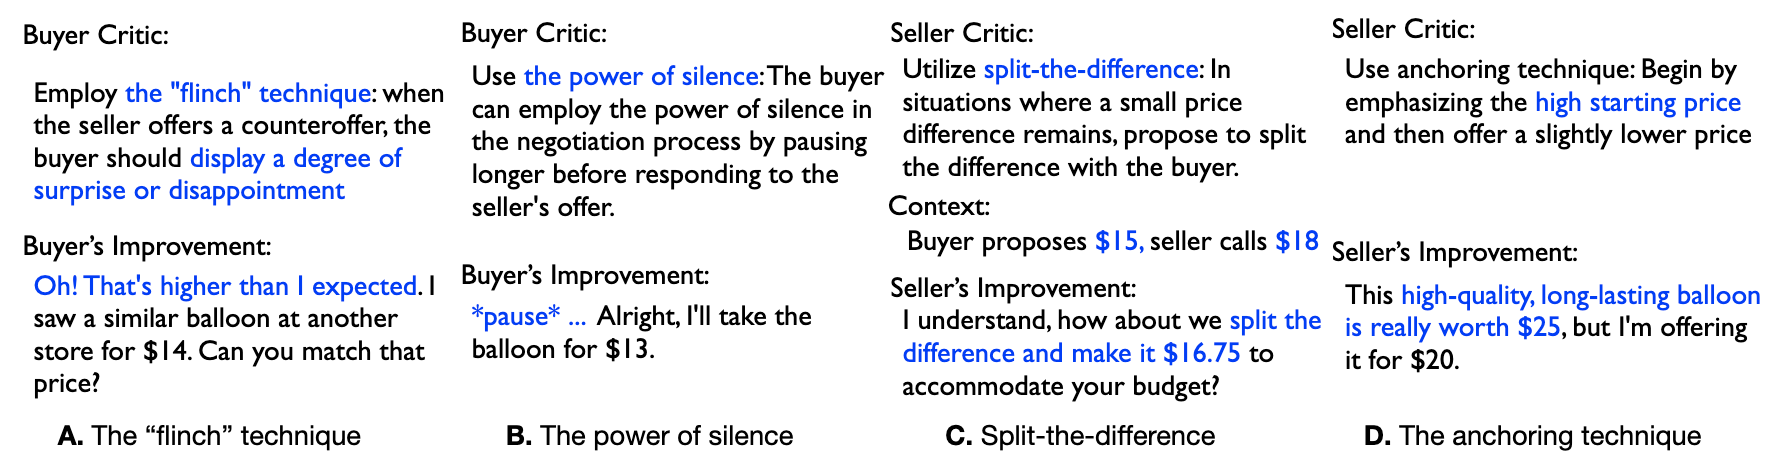 Buyer Critic:
Employ the "flinch" technique: when
the seller offers a counteroffer, the
buyer should display a degree of
surprise or disappointment
Buyer's Improvement:
Oh! That's higher than I expected. I
saw a similar balloon at another
store for $14. Can you match that
price?
A. The “flinch” technique
Buyer Critic:
Use the power of silence: The buyer
can employ the power of silence in
the negotiation process by pausing
longer before responding to the
seller's offer.
Buyer's Improvement:
*pause* ... Alright, I'll take the
balloon for $13.
B. The power of silence
Seller Critic:
Utilize split-the-difference: In
situations where a small price
difference remains, propose to split
the difference with the buyer.
Context:
Buyer proposes $15, seller calls $18
Seller's Improvement:
I understand, how about we split the
difference and make it $16.75 to
accommodate your budget?
C. Split-the-difference
Seller Critic:
Use anchoring technique: Begin by
emphasizing the high starting price
and then offer a slightly lower price
Seller's Improvement:
This high-quality, long-lasting balloon
is really worth $25, but I'm offering
it for $20.
D. The anchoring technique